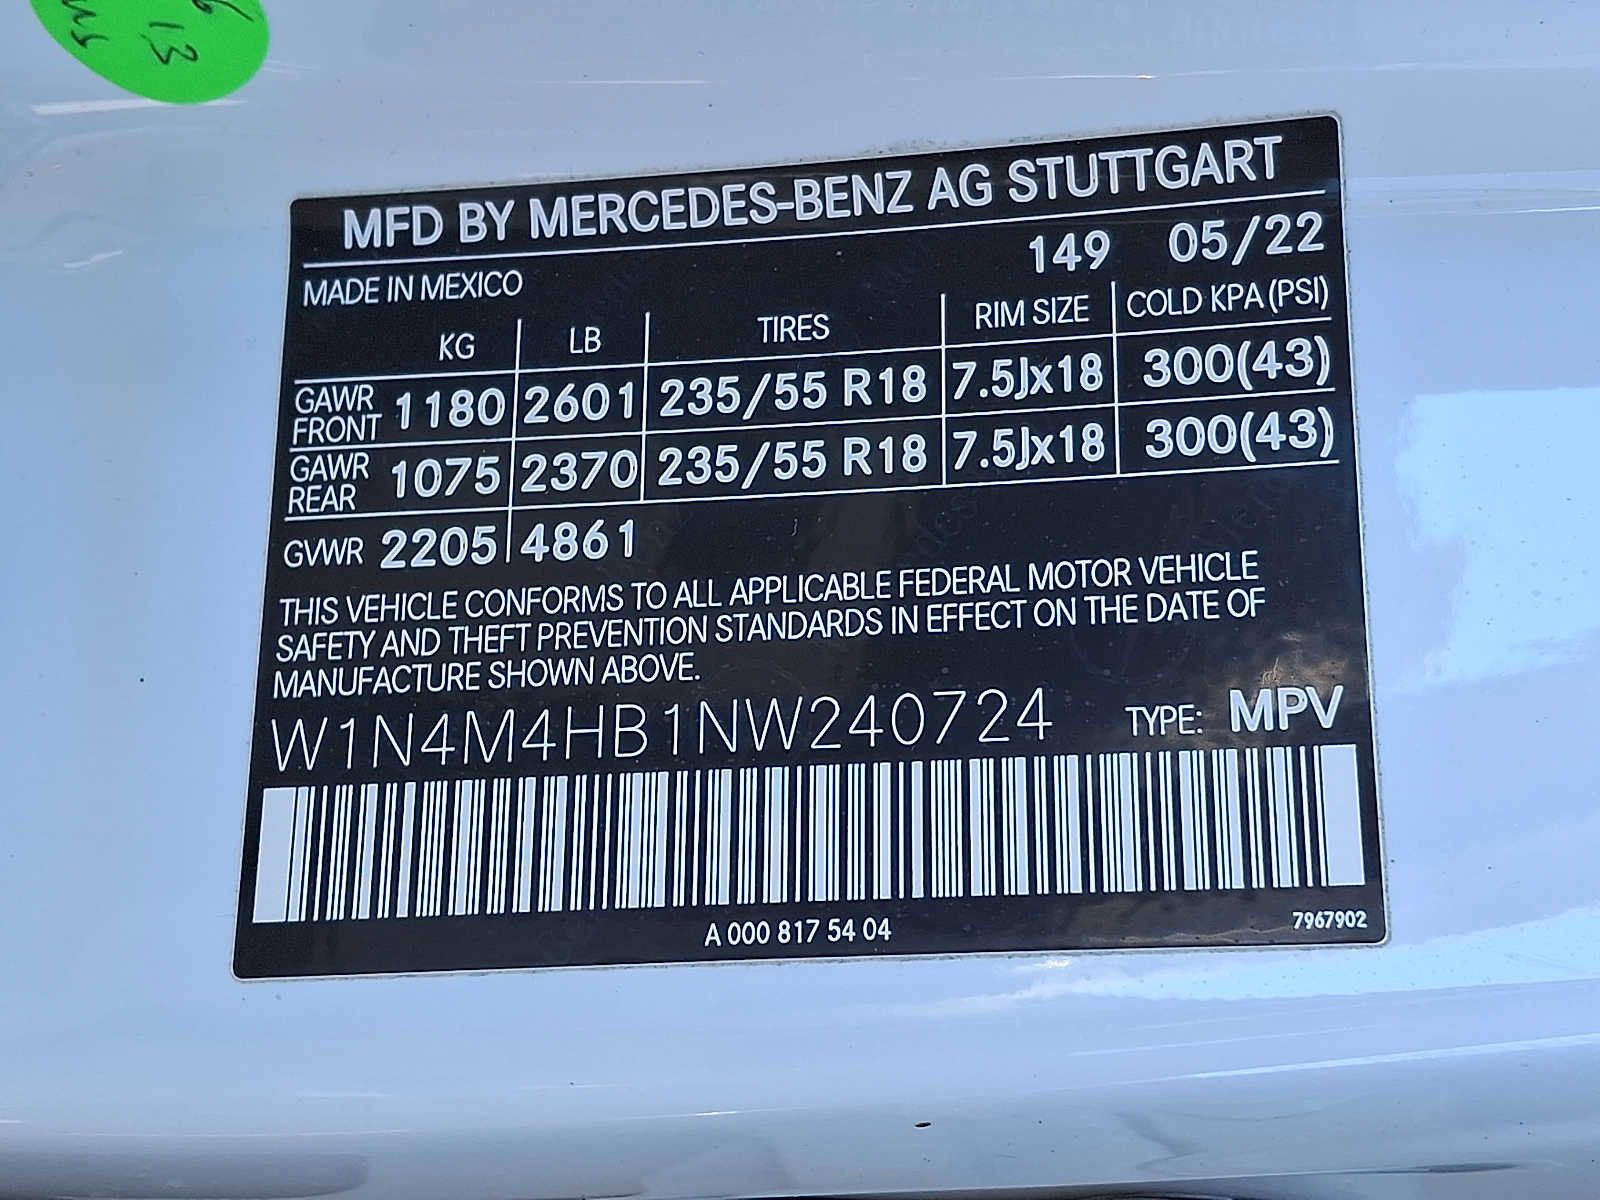 6
13
MFD BY MERCEDES-BENZ AG STUTTGART
149 05/22
MADE IN MEXICO
KG LB TIRES RIM SIZE COLD KPA (PSI)
GAWR FRONT 1180 2601 235/55 R18 7.5Jx18 300(43)
GAWR REAR 1075 2370 235/55 R18 7.5Jx18 300(43)
GVWR 2205 4861
THIS VEHICLE CONFORMS TO ALL APPLICABLE FEDERAL MOTOR VEHICLE
SAFETY AND THEFT PREVENTION STANDARDS IN EFFECT ON THE DATE OF
MANUFACTURE SHOWN ABOVE.
W1N4M4HB1NW240724 TYPE: MPV
A 000 817 54 04
7967902